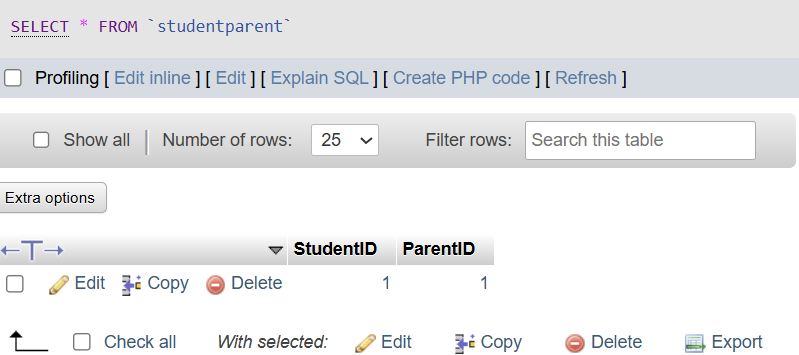 SELECT * FROM `studentparent`
Profiling [ Edit inline ] [ Edit ] [ Explain SQL ] [ Create PHP code ] [ Refresh ]
Show all Number of rows: 25 Filter rows: Search this table
Extra options
StudentID ParentID
Edit Copy Delete 1 1
Check all With selected: Edit Copy Delete Export